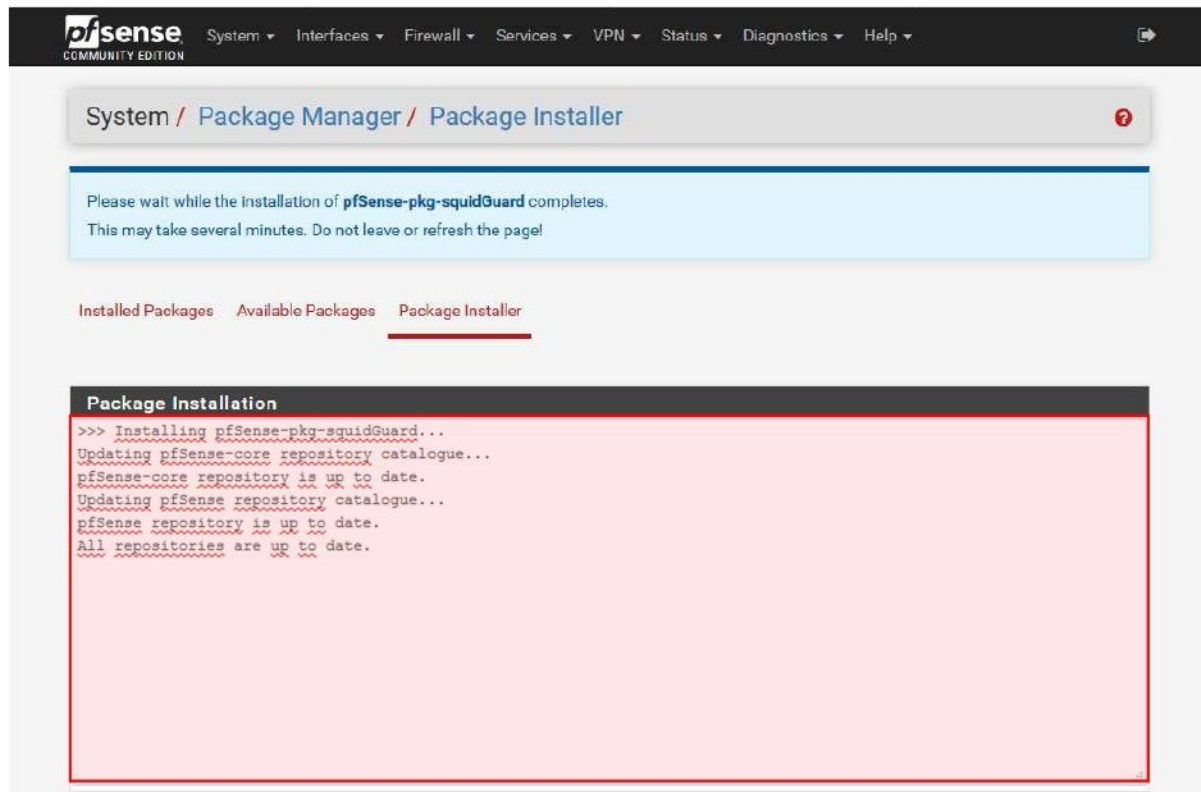 pfsense System Interfaces Firewall Services VPN Status Diagnostics Help
COMMUNITY EDITION
System / Package Manager / Package Installer
Please wait while the installation of pfSense-pkg-squidGuard completes.
This may take several minutes. Do not leave or refresh the page!
Installed Packages Available Packages Package Installer
Package Installation
>>> Installing pfSense-pkg-squidGuard...
Updating pfSense-core repository catalogue...
pfSense-core repository is up to date.
Updating pfSense repository catalogue...
pfSense repository is up to date.
All repositories are up to date.